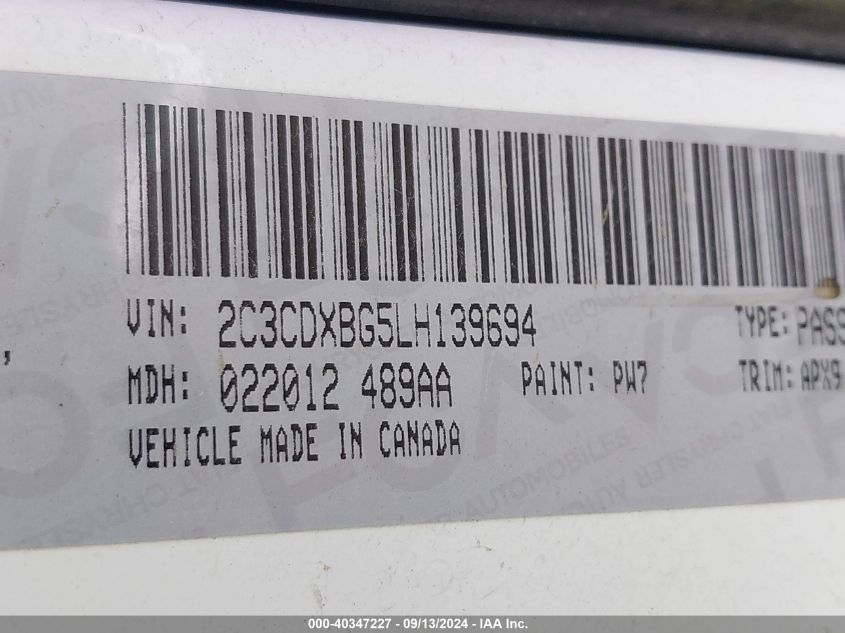 VIN: 2C3CDXBG5LH139694 TYPE: PASS
MDH: 022012 489AA PAINT: PW7 TRIM: APX9
VEHICLE MADE IN CANADA
AUTOMOBILES
000-40347227 - 09/13/2024 - IAA Inc.